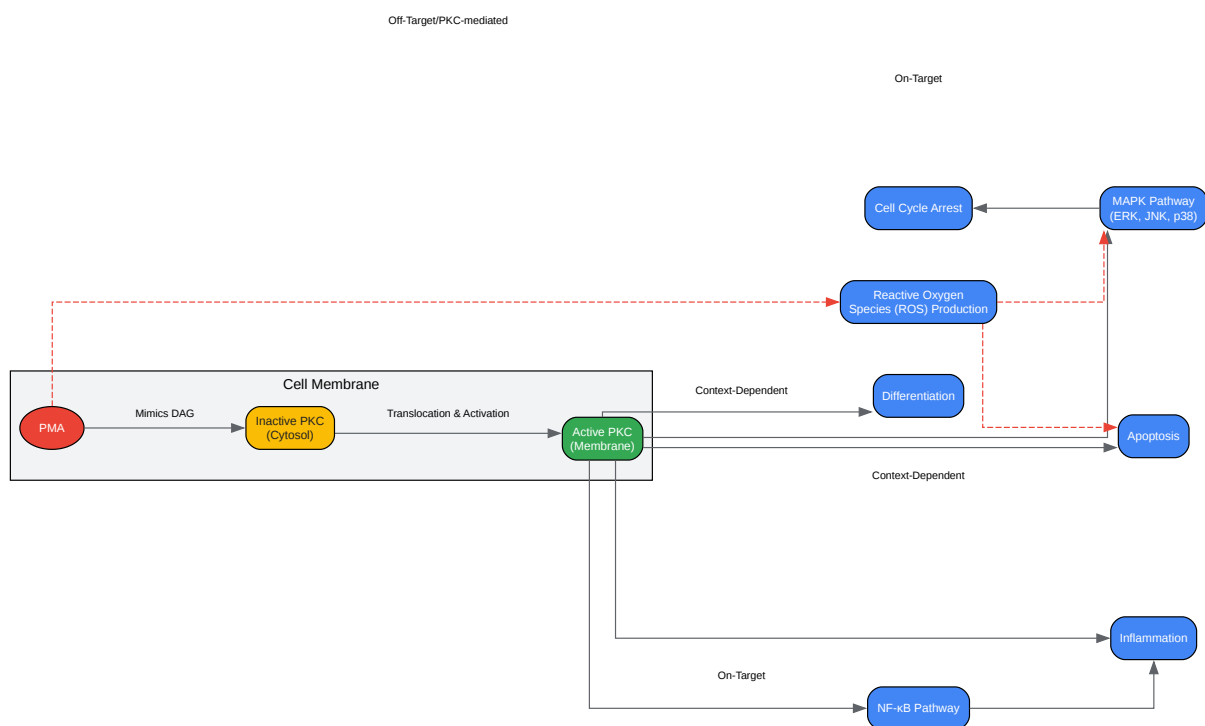 Off-Target/PKC-mediated
On-Target
Cell Cycle Arrest
MAPK Pathway
(ERK, JNK, p38)
Reactive Oxygen
Species (ROS) Production
Cell Membrane
PMA
Mimics DAG
Inactive PKC
(Cytosol)
Translocation & Activation
Active PKC
(Membrane)
Context-Dependent
Differentiation
Apoptosis
Context-Dependent
Inflammation
On-Target
NF-κB Pathway